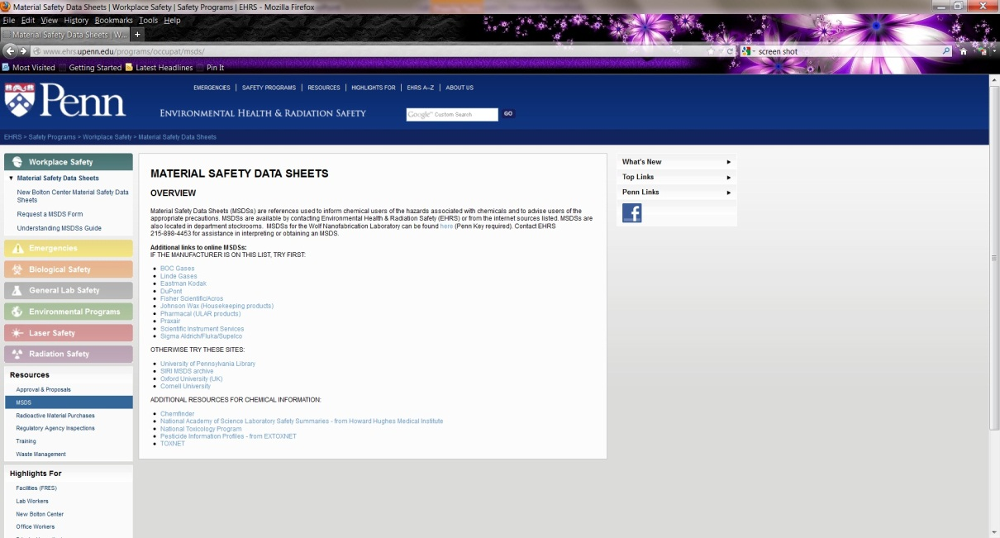 Material Safety Data Sheets | Workplace Safety | Safety Programs | EHRS - Mozilla Firefox
File Edit View History Bookmarks Tools Help
Material Safety Data Sheets | W... +
www.ehrs.upenn.edu/programs/occupat/msds/
screen shot
Most Visited Getting Started Latest Headlines Pin It
EMERGENCIES | SAFETY PROGRAMS | RESOURCES | HIGHLIGHTS FOR | EHRS A–Z | ABOUT US
Penn
ENVIRONMENTAL HEALTH & RADIATION SAFETY
Google™ Custom Search GO
EHRS > Safety Programs > Workplace Safety > Material Safety Data Sheets
Workplace Safety
Material Safety Data Sheets
New Bolton Center Material Safety Data
Sheets
Request a MSDS Form
Understanding MSDSs Guide
Emergencies
Biological Safety
General Lab Safety
Environmental Programs
Laser Safety
Radiation Safety
Resources
Approval & Proposals
MSDS
Radioactive Material Purchases
Regulatory Agency Inspections
Training
Waste Management
Highlights For
Facilities (FRES)
Lab Workers
New Bolton Center
Office Workers
MATERIAL SAFETY DATA SHEETS
OVERVIEW
Material Safety Data Sheets (MSDSs) are references used to inform chemical users of the hazards associated with chemicals and to advise users of the
appropriate precautions. MSDSs are available by contacting Environmental Health & Radiation Safety (EHRS) or from the internet sources listed. MSDSs are
also located in department stockrooms. MSDSs for the Wolf Nanofabrication Laboratory can be found here (Penn Key required). Contact EHRS
215-898-4453 for assistance in interpreting or obtaining an MSDS.
Additional links to online MSDSs:
IF THE MANUFACTURER IS ON THIS LIST, TRY FIRST:
BOC Gases
Linde Gases
Eastman Kodak
DuPont
Fisher Scientific/Acros
Johnson Wax (Housekeeping products)
Pharmacal (ULAR products)
Praxair
Scientific Instrument Services
Sigma Aldrich/Fluka/Supelco
OTHERWISE TRY THESE SITES:
University of Pennsylvania Library
SIRI MSDS archive
Oxford University (UK)
Cornell University
ADDITIONAL RESOURCES FOR CHEMICAL INFORMATION:
Chemfinder
National Academy of Science Laboratory Safety Summaries - from Howard Hughes Medical Institute
National Toxicology Program
Pesticide Information Profiles - from EXTOXNET
TOXNET
What's New
Top Links
Penn Links